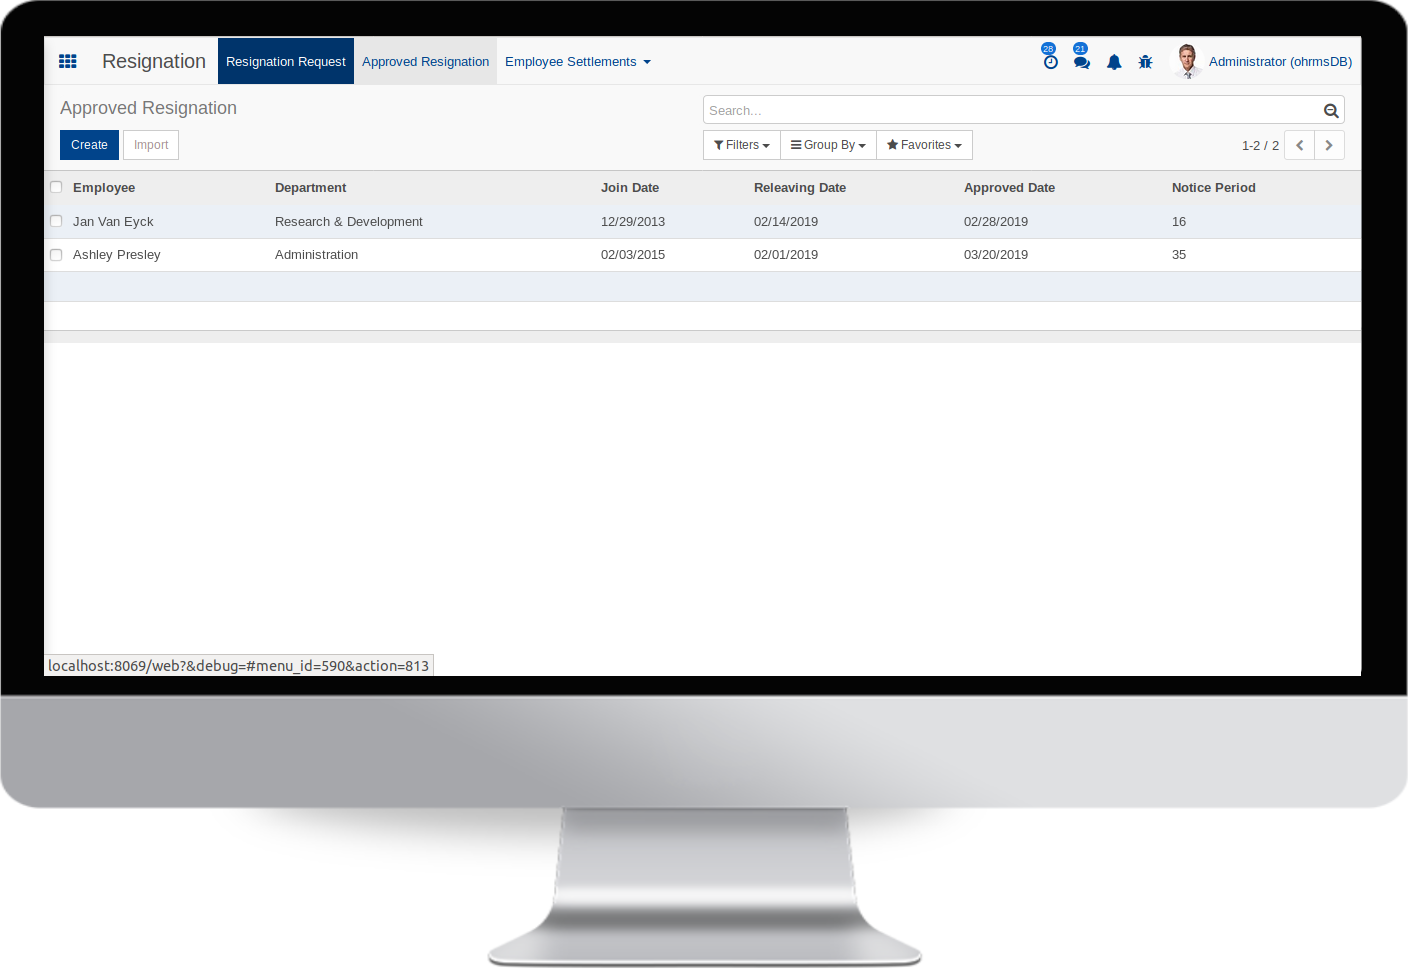 Resignation Resignation Request Approved Resignation Employee Settlements 28 21 Administrator (ohrmsDB)
Approved Resignation
Search...
Create Import Filters Group By Favorites 1-2 / 2
Employee Department Join Date Releaving Date Approved Date Notice Period
Jan Van Eyck Research & Development 12/29/2013 02/14/2019 02/28/2019 16
Ashley Presley Administration 02/03/2015 02/01/2019 03/20/2019 35
localhost:8069/web?&debug=#menu_id=590&action=813